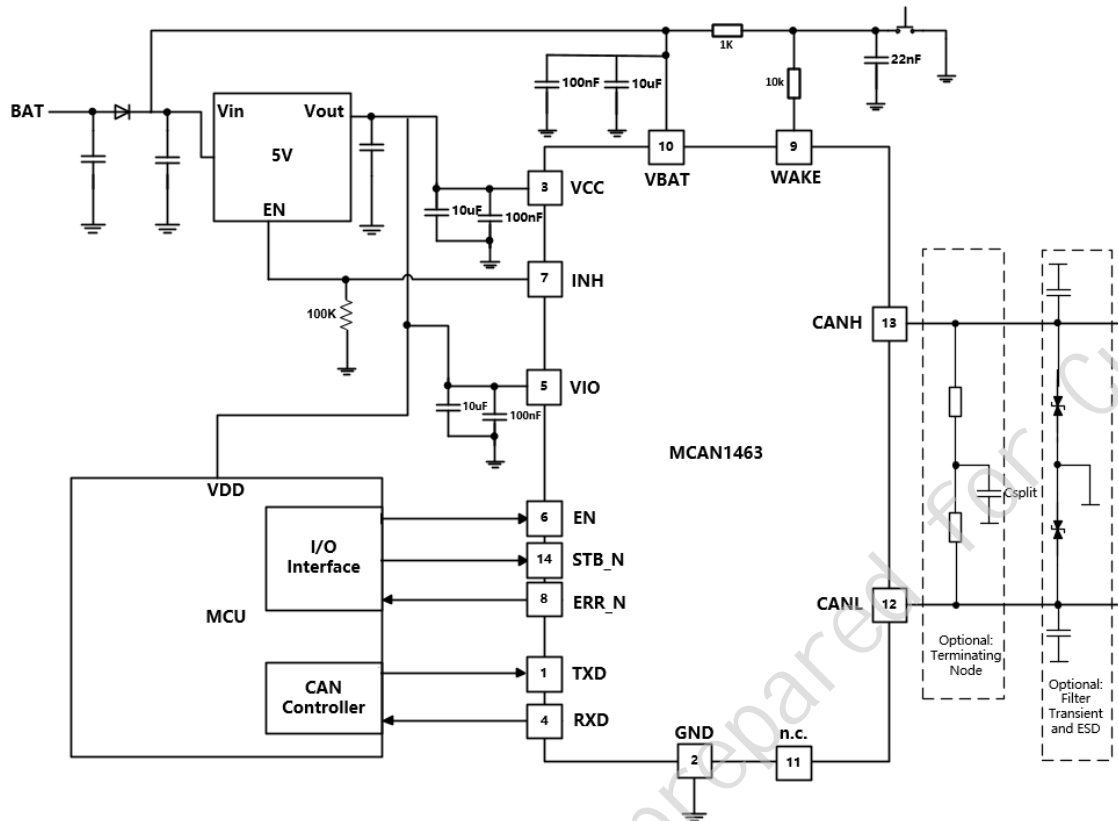 1K
22nF
100nF
10uF
10k
BAT
Vin
Vout
5V
EN
10
VBAT
9
WAKE
3
VCC
10uF
100nF
7
INH
100K
CANH
13
5
VIO
10uF
100nF
MCAN1463
Csplit
VDD
6
EN
I/O
Interface
14
STB_N
8
ERR_N
MCU
CANL
12
Optional:
Terminating
Node
1
TXD
CAN
Controller
4
RXD
Optional:
Filter
Transient
and ESD
GND
2
n.c.
11
prepared for